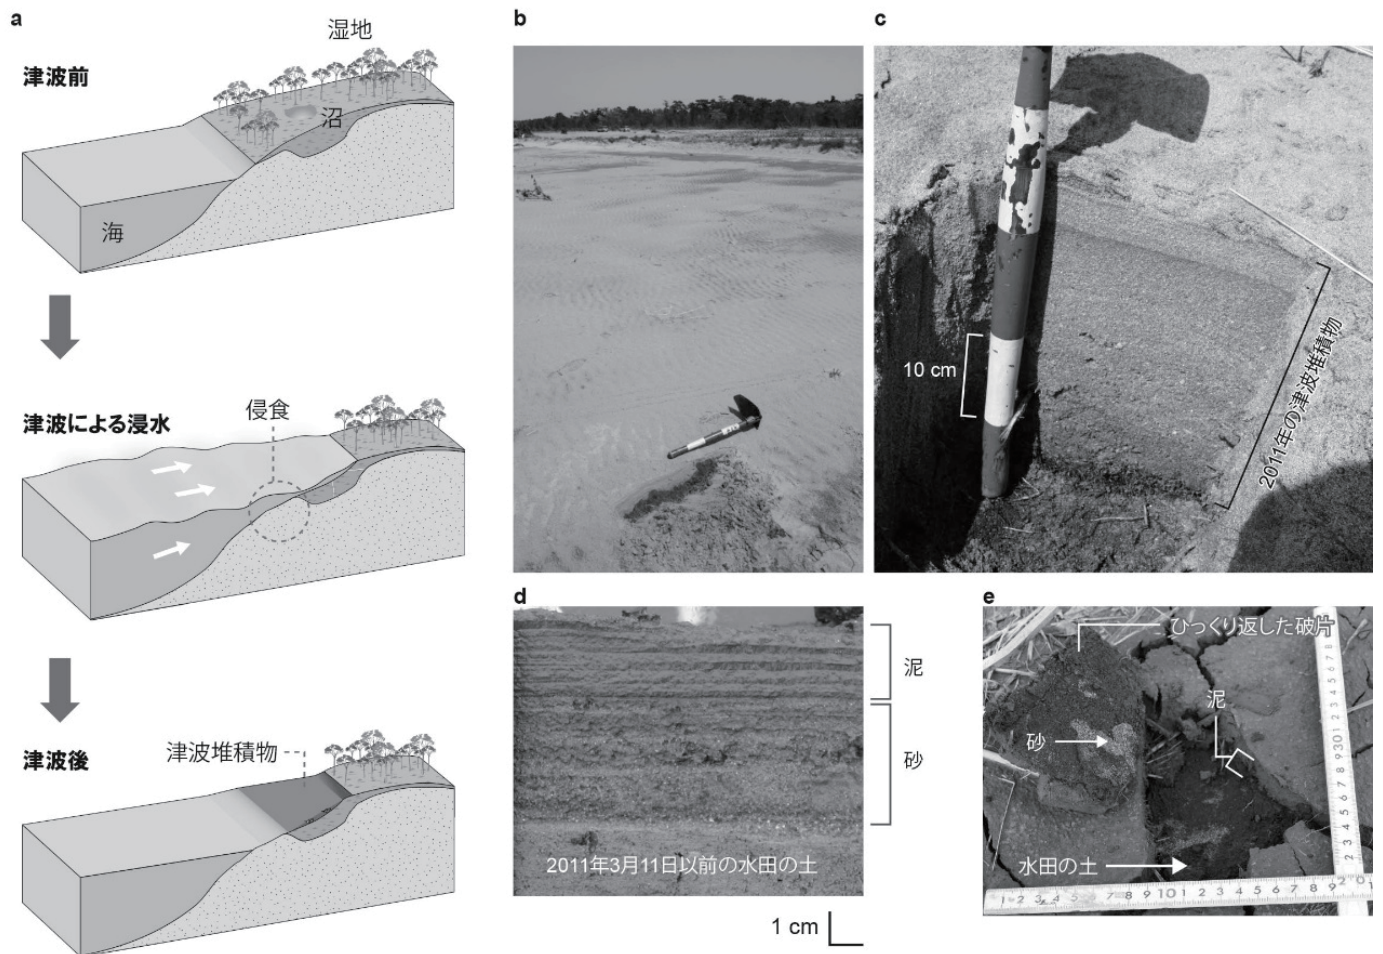 a
津波前
湿地
沼
海
津波による浸水
侵食
津波後
津波堆積物
b
c
10 cm
2011年の津波堆積物
d
泥
砂
2011年3月11日以前の水田の土
1 cm
e
ひっくり返した破片
泥
砂
水田の土